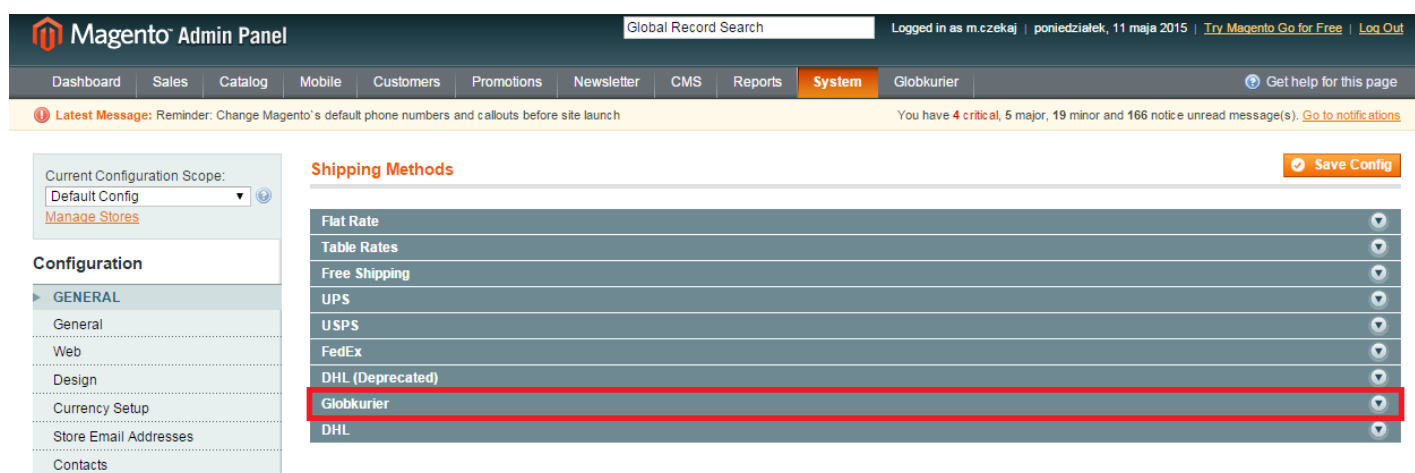 Magento Admin Panel
Global Record Search
Logged in as m.czekaj | poniedziałek, 11 maja 2015 | Try Magento Go for Free | Log Out
Dashboard Sales Catalog Mobile Customers Promotions Newsletter CMS Reports System Globkurier Get help for this page
Latest Message: Reminder: Change Magento`s default phone numbers and callouts before site launch
You have 4 critical, 5 major, 19 minor and 166 notice unread message(s). Go to notifications
Current Configuration Scope:
Default Config
Manage Stores
Configuration
GENERAL
General
Web
Design
Currency Setup
Store Email Addresses
Contacts
Shipping Methods
Save Config
Flat Rate
Table Rates
Free Shipping
UPS
USPS
FedEx
DHL (Deprecated)
Globkurier
DHL